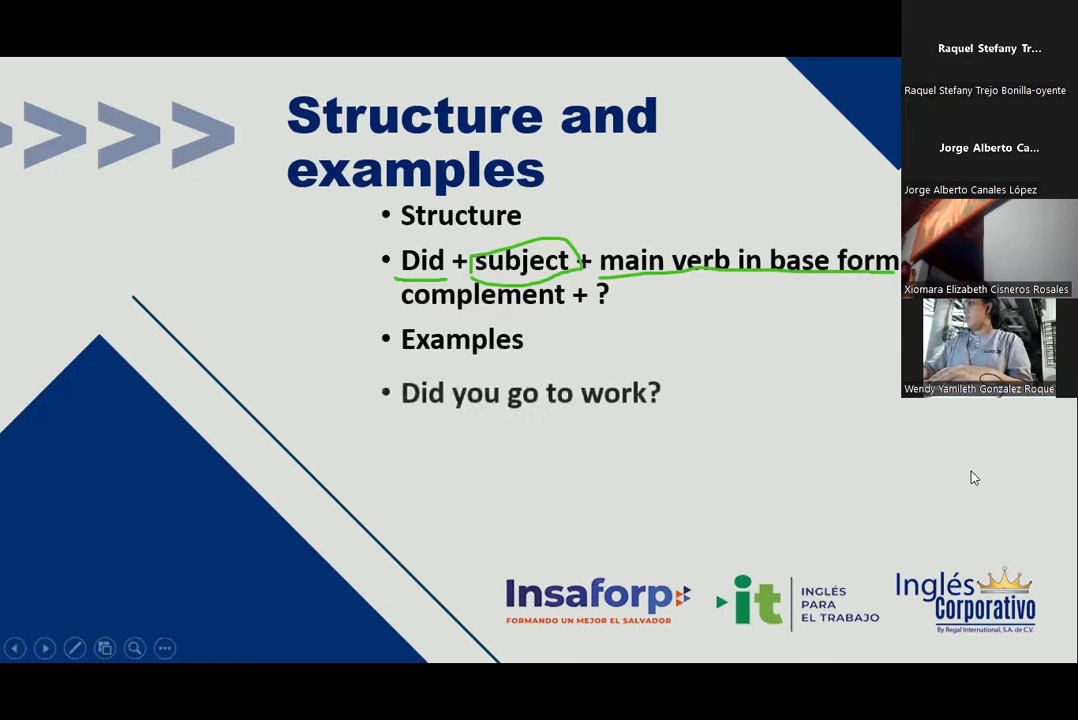 Structure and
examples
• Structure
• Did + subject + main verb in base form
complement + ?
• Examples
• Did you go to work?
Raquel Stefany Tr...
Raquel Stefany Trejo Bonilla-oyente
Jorge Alberto Ca...
Jorge Alberto Canales López
Xiomara Elizabeth Cisneros Rosales
Wendy Yamileth Gonzalez Roque
Insaforp
FORMANDO UN MEJOR EL SALVADOR
it
INGLÉS
PARA
EL TRABAJO
Inglés
Corporativo
By Regal International, S.A. de C.V.